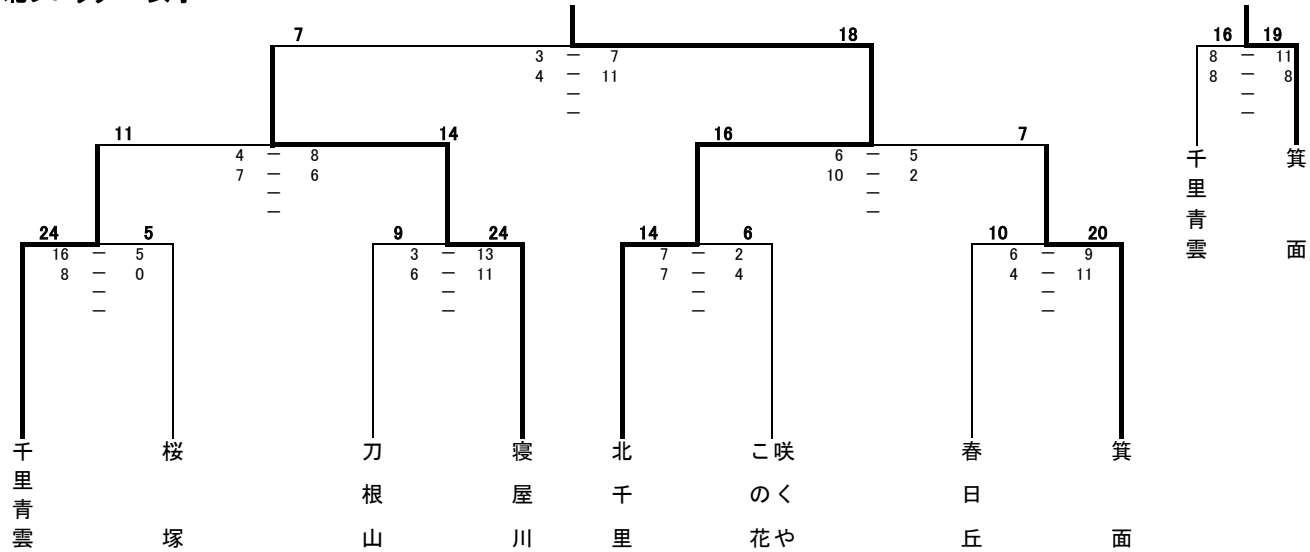 7 18
3 － 7
4 － 11
－
－
16 19
8 － 11
8 － 8
－
－
千里青雲 箕面
11 14
4 － 8
7 － 6
－
－
16 7
6 － 5
10 － 2
－
－
24 5
16 － 5
8 － 0
－
－
9 24
3 － 13
6 － 11
－
－
14 6
7 － 2
7 － 4
－
－
10 20
6 － 9
4 － 11
－
－
千里青雲
桜塚
刀根山
寝屋川
北千里
咲くや
この花
春日丘
箕面